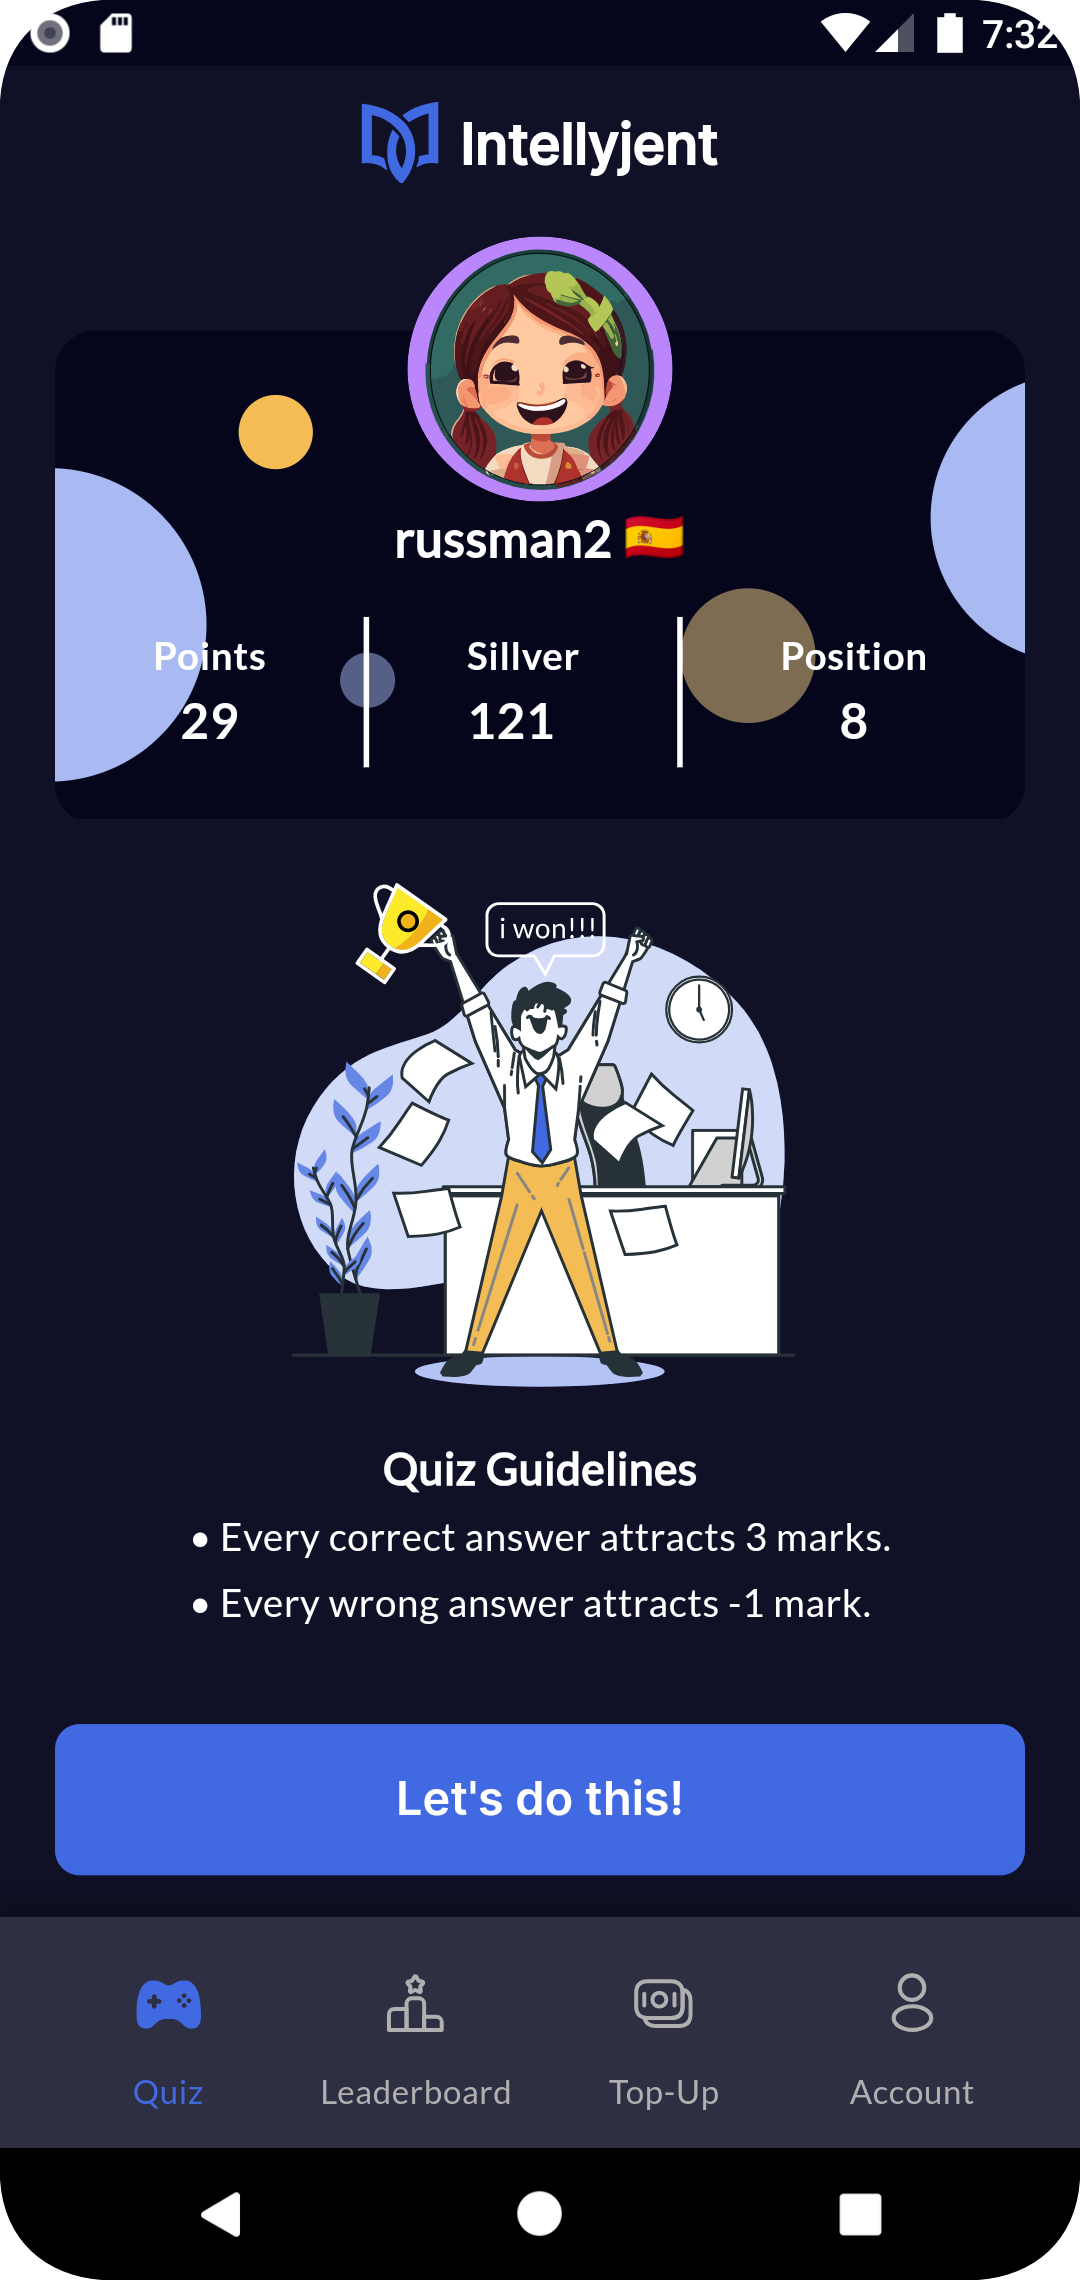 7:32
Intellyjent
russman2
Points
Sillver
Position
29
121
8
i won!!!
Quiz Guidelines
• Every correct answer attracts 3 marks.
• Every wrong answer attracts -1 mark.
Let's do this!
Quiz
Leaderboard
Top-Up
Account